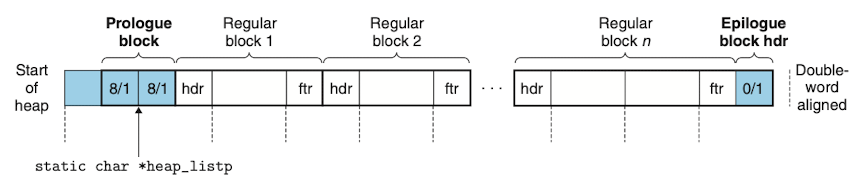 Prologue
block
Regular
block 1
Regular
block 2
Regular
block n
Epilogue
block hdr
Start
of
heap
8/1 8/1 hdr ftr hdr ftr . . . hdr ftr 0/1
Double-
word
aligned
static char *heap_listp